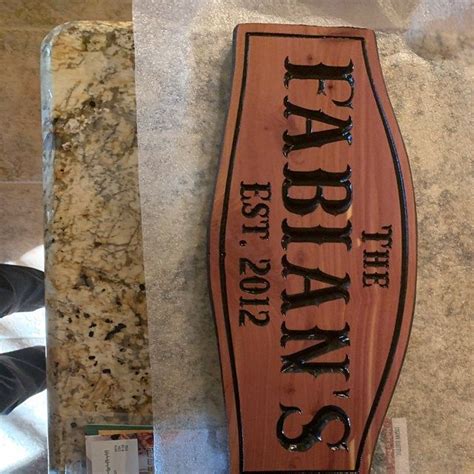 THE
FABIAN'S
EST. 2012